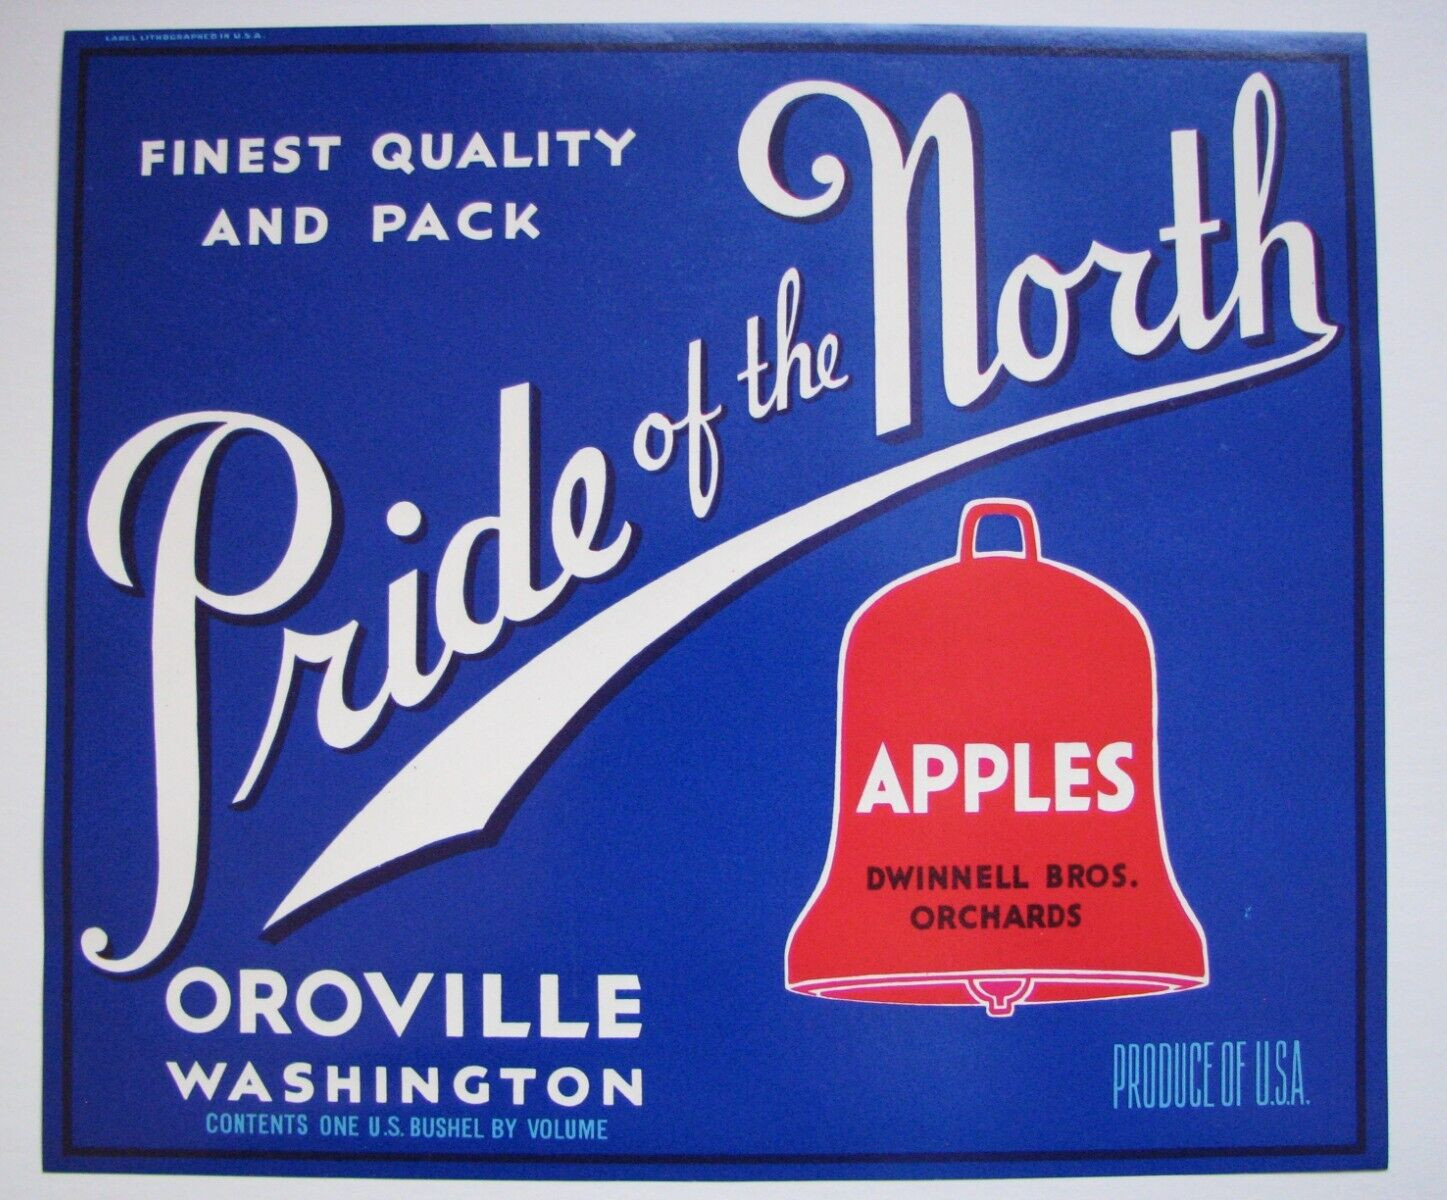 LABEL LITHOGRAPHED IN U.S.A.
FINEST QUALITY
AND PACK
Pride of the North
APPLES
DWINNELL BROS.
ORCHARDS
OROVILLE
WASHINGTON
CONTENTS ONE U.S. BUSHEL BY VOLUME
PRODUCE OF U.S.A.